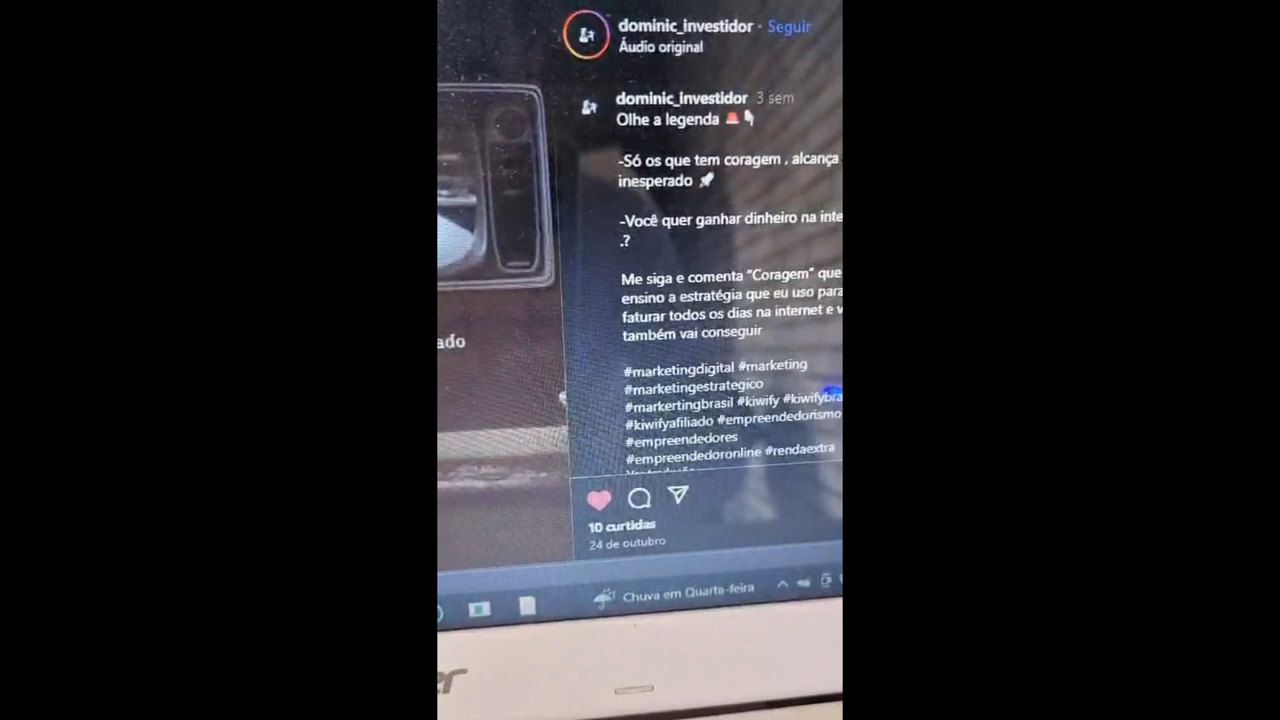 dominic_investidor · Seguir
Áudio original
dominic_investidor 3 sem
Olhe a legenda 🚨👇
-Só os que tem coragem , alcança
inesperado 🚀
-Você quer ganhar dinheiro na inte
.?
Me siga e comenta “Coragem” que
ensino a estratégia que eu uso para
faturar todos os dias na internet e v
também vai conseguir
#marketingdigital #marketing
#marketingestrategico
#markertingbrasil #kiwify #kiwifybra
#kiwifyafiliado #empreendedorismo
#empreendedores
#empreendedoronline #rendaextra
ado
10 curtidas
24 de outubro
Chuva em Quarta-feira
er